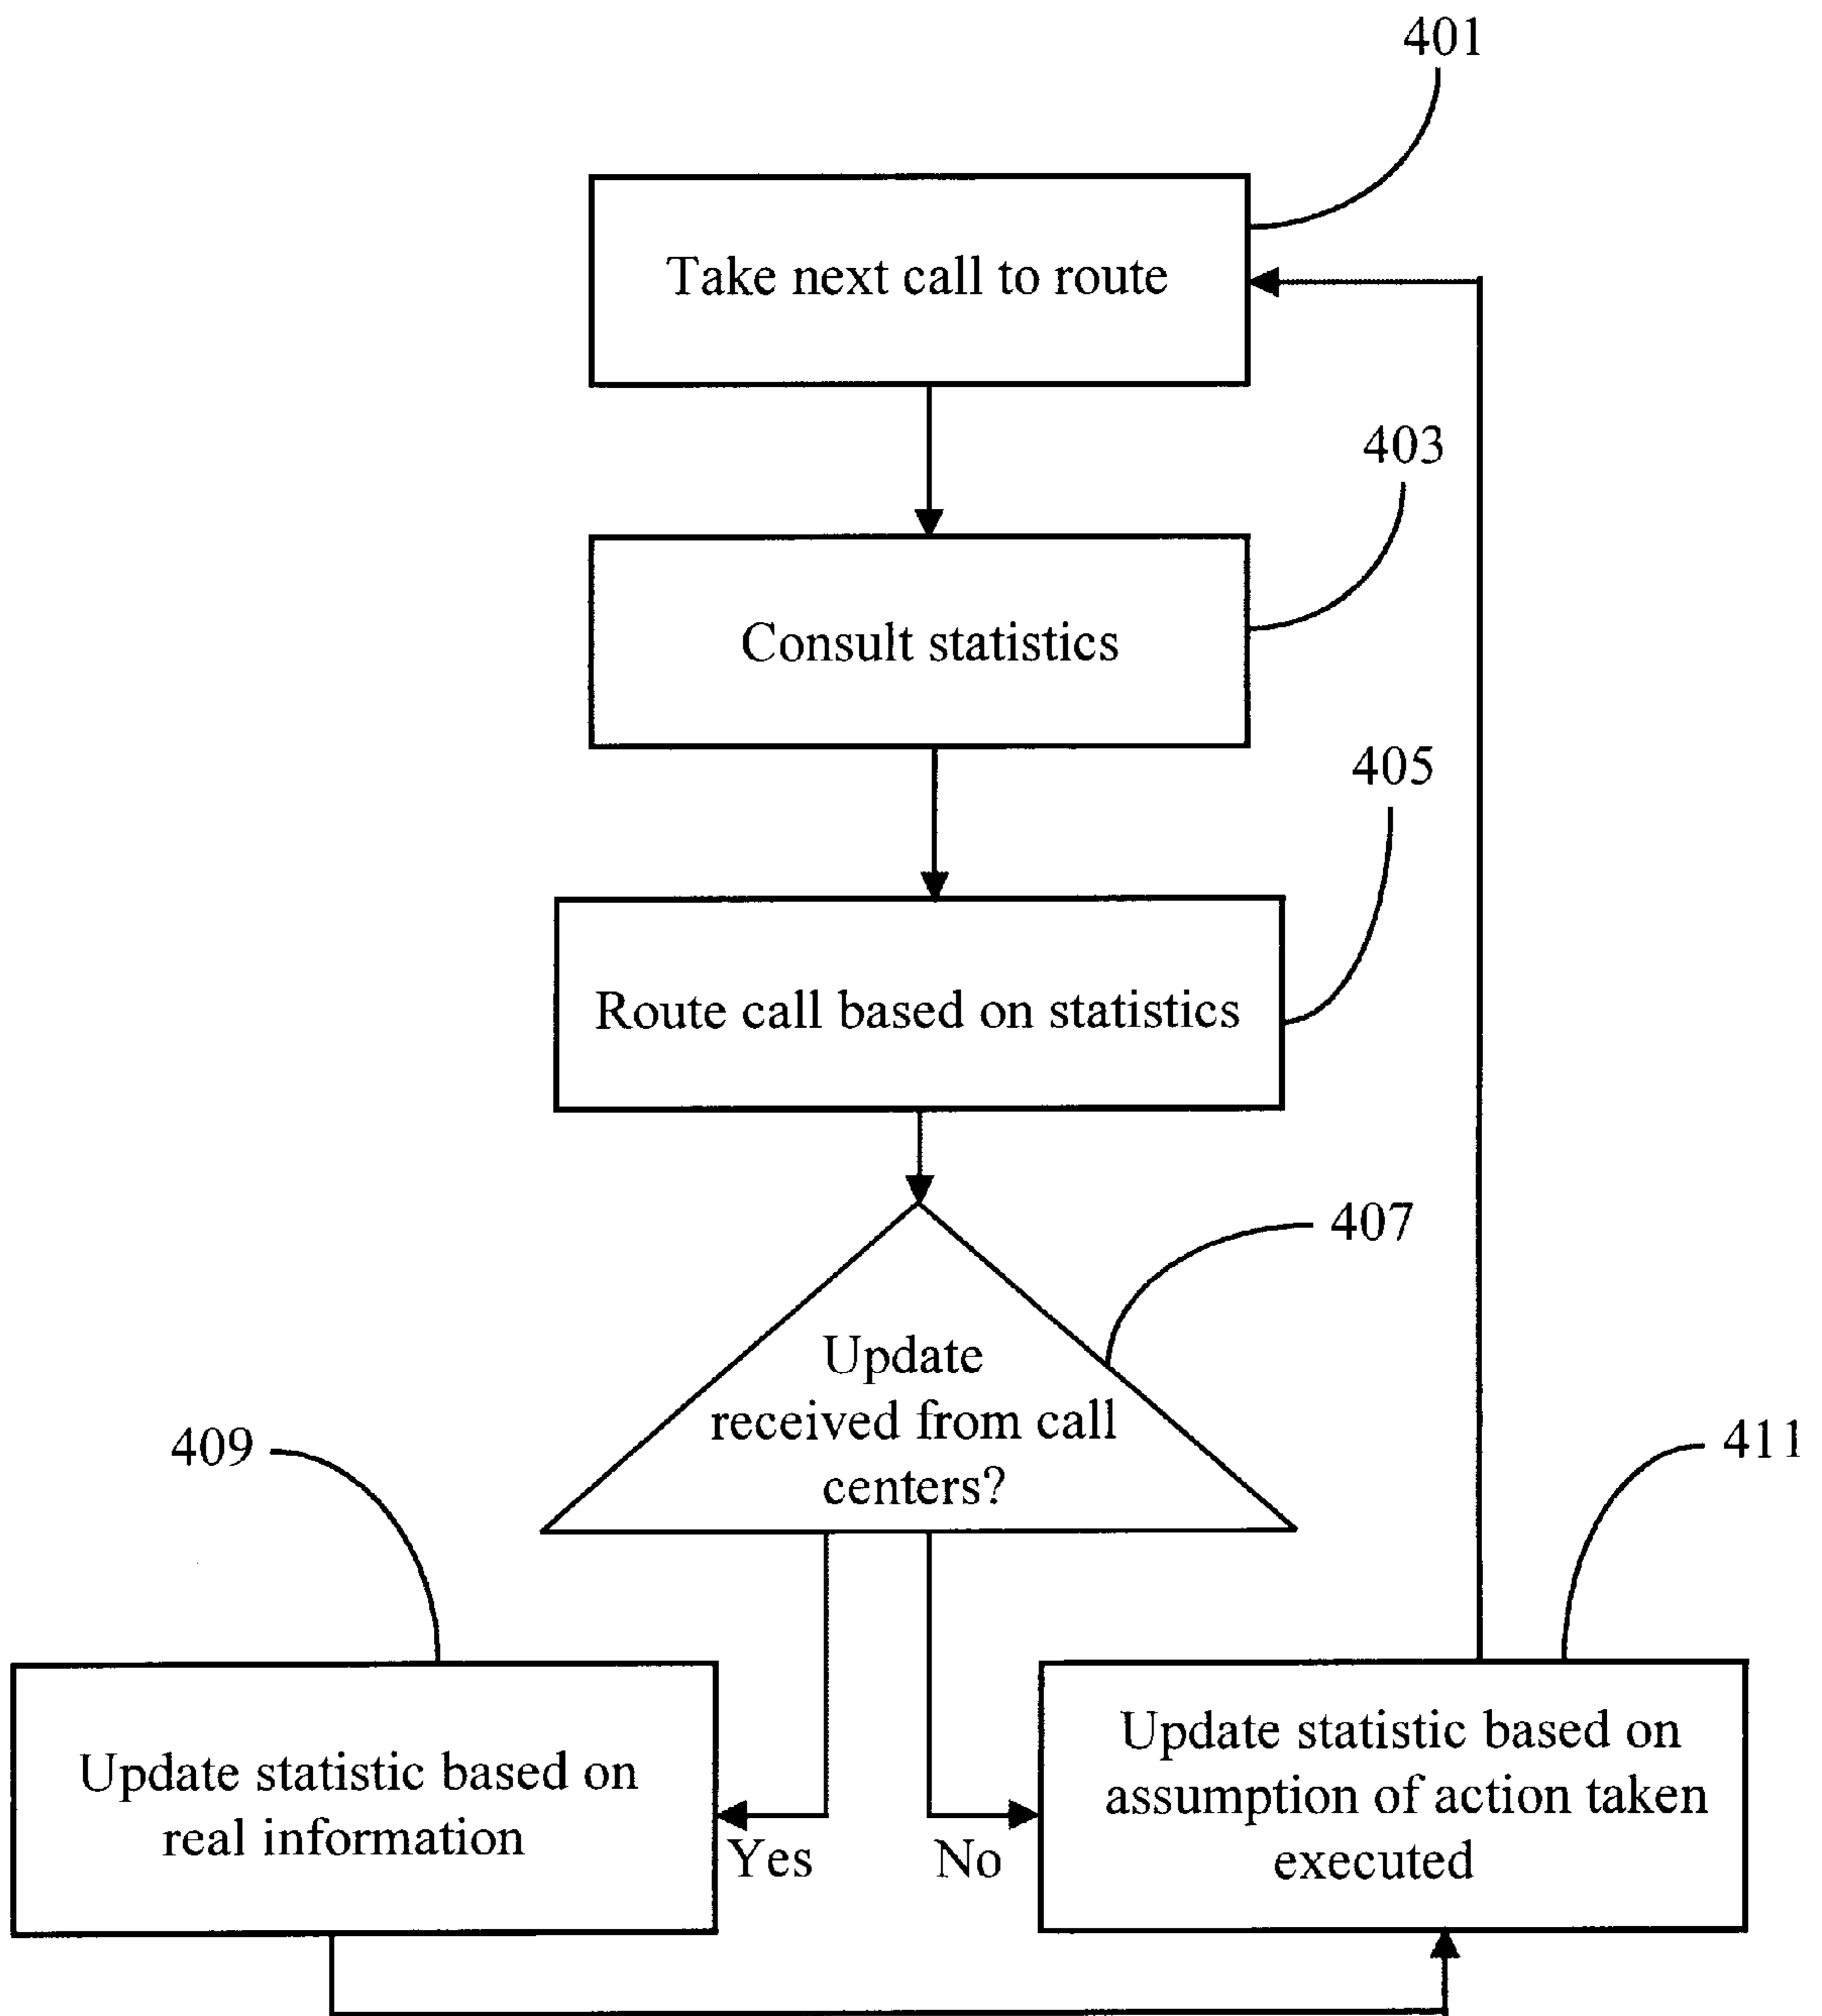 401
Take next call to route
403
Consult statistics
405
Route call based on statistics
407
Update
received from call
centers?
409
411
Update statistic based on
real information
Yes
No
Update statistic based on
assumption of action taken
executed